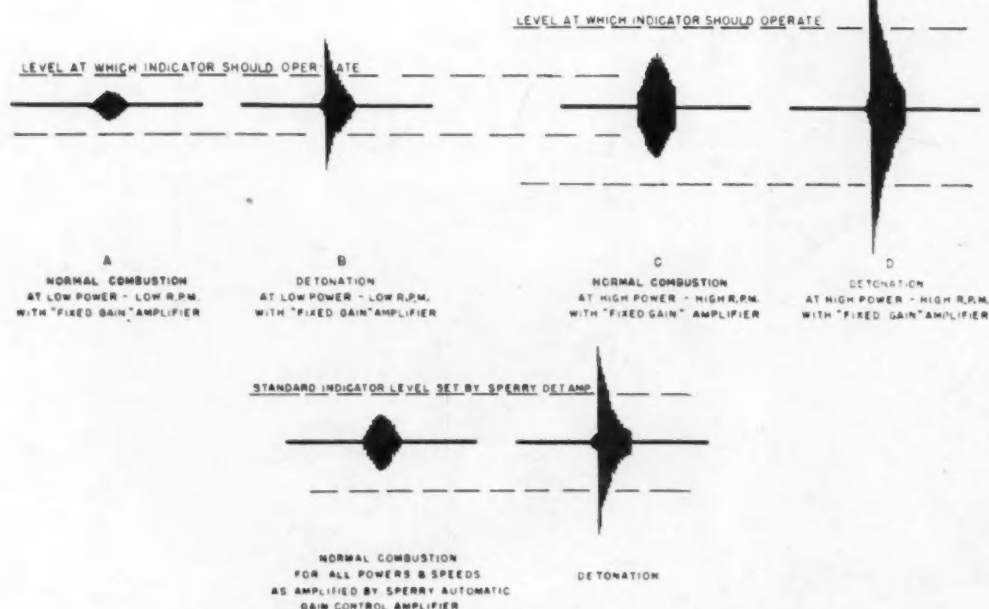 LEVEL AT WHICH INDICATOR SHOULD OPERATE
LEVEL AT WHICH INDICATOR SHOULD OPERATE
A
NORMAL COMBUSTION
AT LOW POWER - LOW R.P.M.
WITH "FIXED GAIN" AMPLIFIER
B
DETONATION
AT LOW POWER - LOW R.P.M.
WITH "FIXED GAIN" AMPLIFIER
C
NORMAL COMBUSTION
AT HIGH POWER - HIGH R.P.M.
WITH "FIXED GAIN" AMPLIFIER
D
DETONATION
AT HIGH POWER - HIGH R.P.M.
WITH "FIXED GAIN" AMPLIFIER
STANDARD INDICATOR LEVEL SET BY SPERRY DETAMP
NORMAL COMBUSTION
FOR ALL POWERS & SPEEDS
AS AMPLIFIED BY SPERRY AUTOMATIC
GAIN CONTROL AMPLIFIER
DETONATION